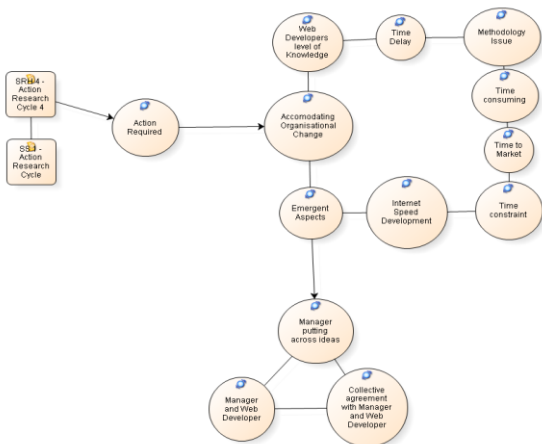 Web
Developers
level of
Knowledge
Time
Delay
Methodology
Issue
SRH 4 -
Action
Research
Cycle 4
Action
Required
Accomodating
Organisational
Change
Time
consuming
SS 1 -
Action
Research
Cycle
Time to
Market
Emergent
Aspects
Internet
Speed
Development
Time
constraint
Manager
putting
across ideas
Manager
and Web
Developer
Collective
agreement
with Manager
and Web
Developer